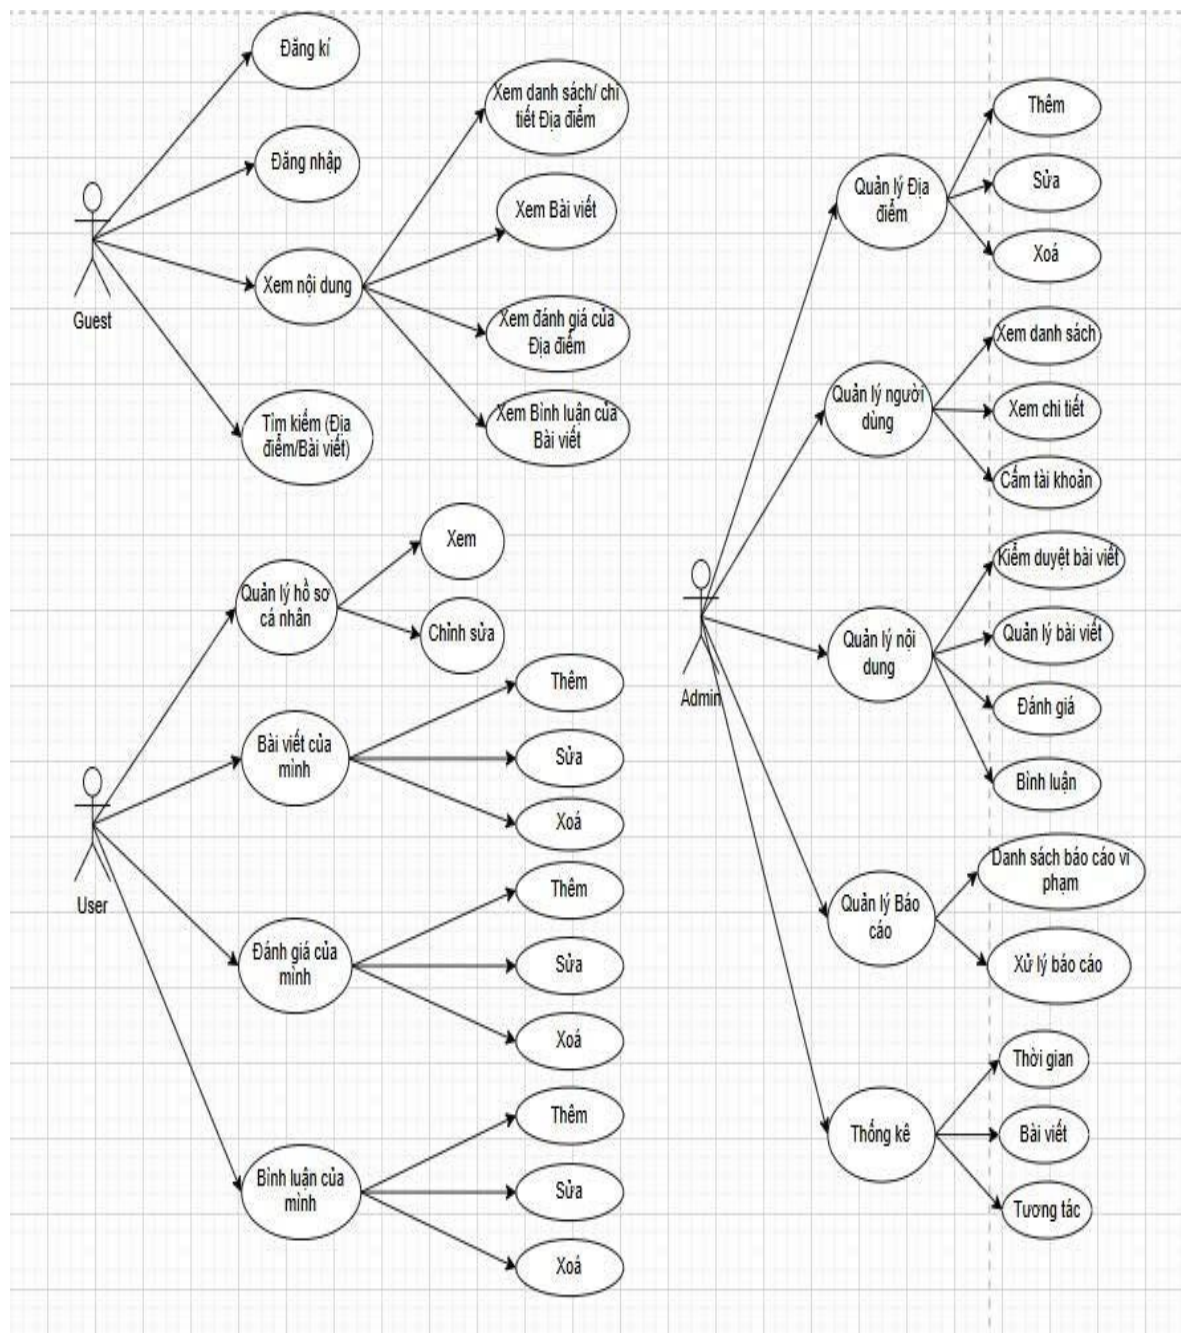 Đăng kí
Đăng nhập
Xem nội dung
Tìm kiếm (Địa
điểm/Bài viết)
Guest
Xem danh sách/ chi
tiết Địa điểm
Xem Bài viết
Xem đánh giá của
Địa điểm
Xem Bình luận của
Bài viết
Quản lý hồ sơ
cá nhân
Xem
Chỉnh sửa
Bài viết của
mình
Thêm
Sửa
Xoá
User
Đánh giá của
mình
Thêm
Sửa
Xoá
Bình luận của
mình
Thêm
Sửa
Xoá
Quản lý Địa
điểm
Thêm
Sửa
Xoá
Quản lý người
dùng
Xem danh sách
Xem chi tiết
Cấm tài khoản
Admin
Quản lý nội
dung
Kiểm duyệt bài viết
Quản lý bài viết
Đánh giá
Bình luận
Quản lý Báo
cáo
Danh sách báo cáo vi
phạm
Xử lý báo cáo
Thống kê
Thời gian
Bài viết
Tương tác